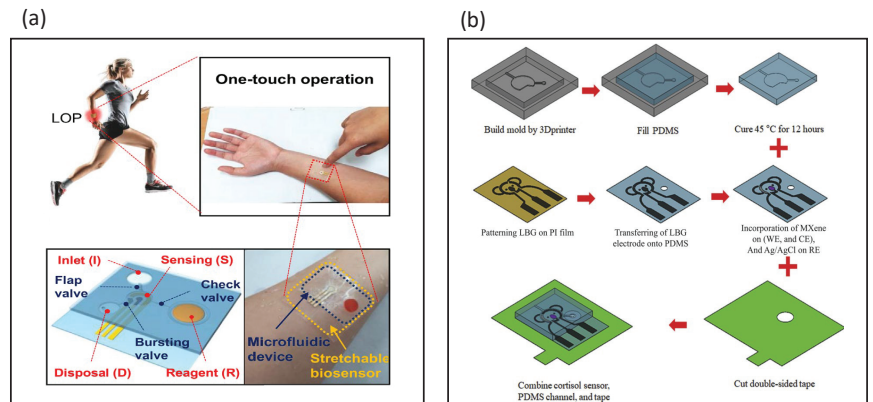 (a)
One-touch operation
LOP
Inlet (I)
Sensing (S)
Flap
valve
Check
valve
Bursting
valve
Disposal (D)
Reagent (R)
Microfluidic
device
Stretchable
biosensor
(b)
Build mold by 3Dprinter
Fill PDMS
Cure 45 °C for 12 hours
Patterning LBG on PI film
Transferring of LBG
electrode onto PDMS
Incorporation of MXene
on (WE, and CE),
And Ag/AgCl on RE
Combine cortisol sensor,
PDMS channel, and tape
Cut double-sided tape